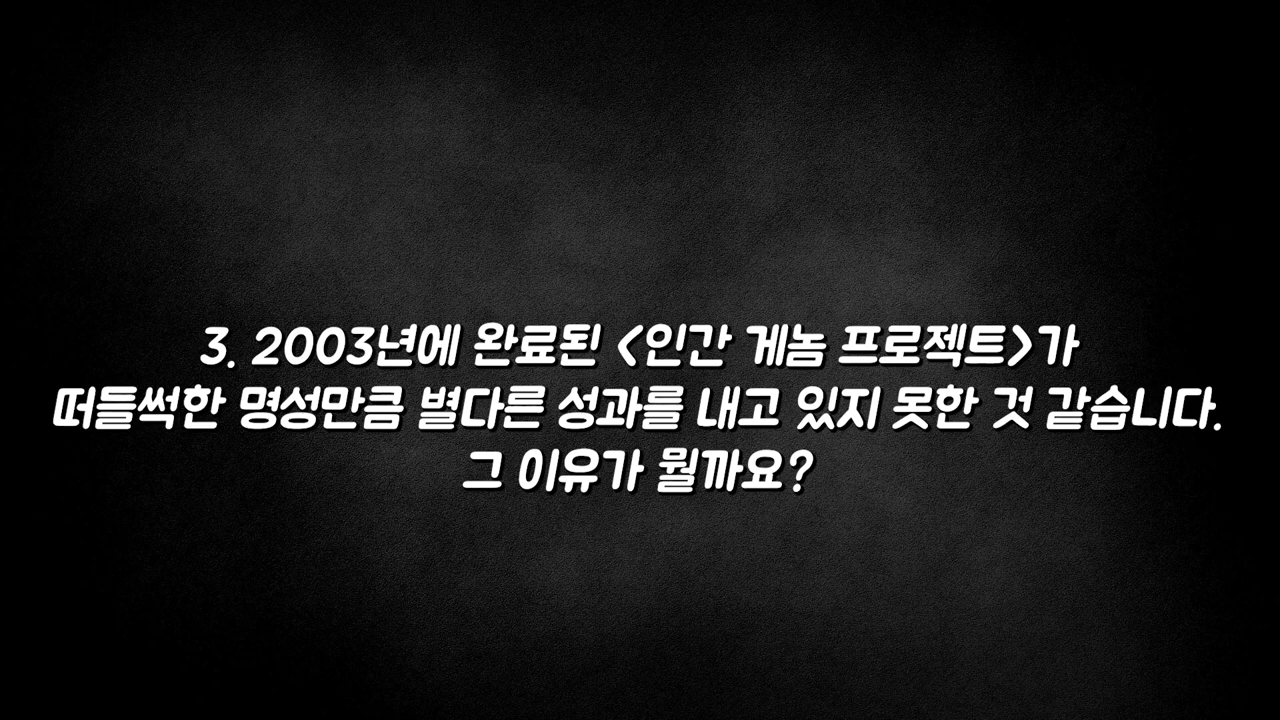 3. 2003년에 완료된 <인간 게놈 프로젝트>가
떠들썩한 명성만큼 별다른 성과를 내고 있지 못한 것 같습니다.
그 이유가 뭘까요?